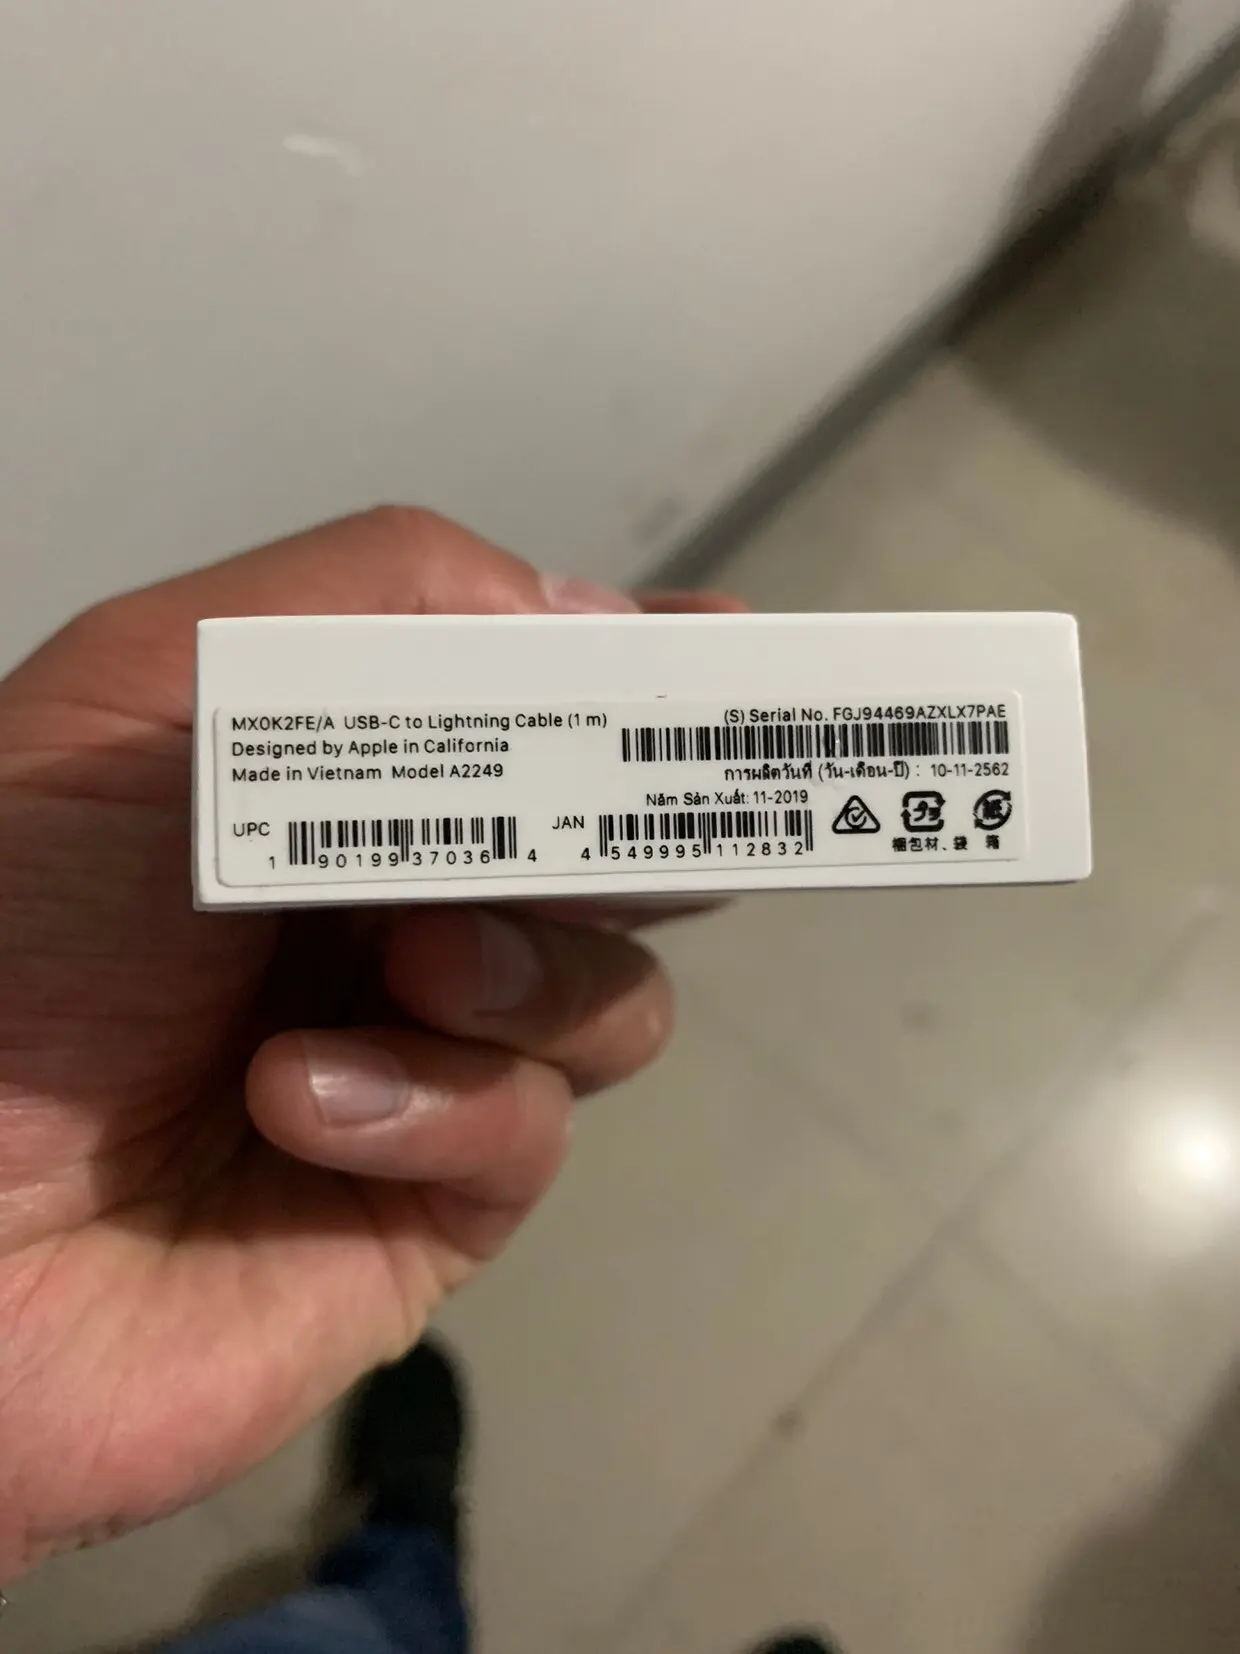 MX0K2FE/A USB-C to Lightning Cable (1 m)
Designed by Apple in California
Made in Vietnam Model A2249
(S) Serial No. FGJ94469AZXLX7PAE
การผลิตวันที่ (วัน-เดือน-ปี) : 10-11-2562
Năm Sản Xuất: 11-2019
UPC
1 90199 37036 4
JAN
4 549995 112832
プラ
紙
梱包材、袋 箱